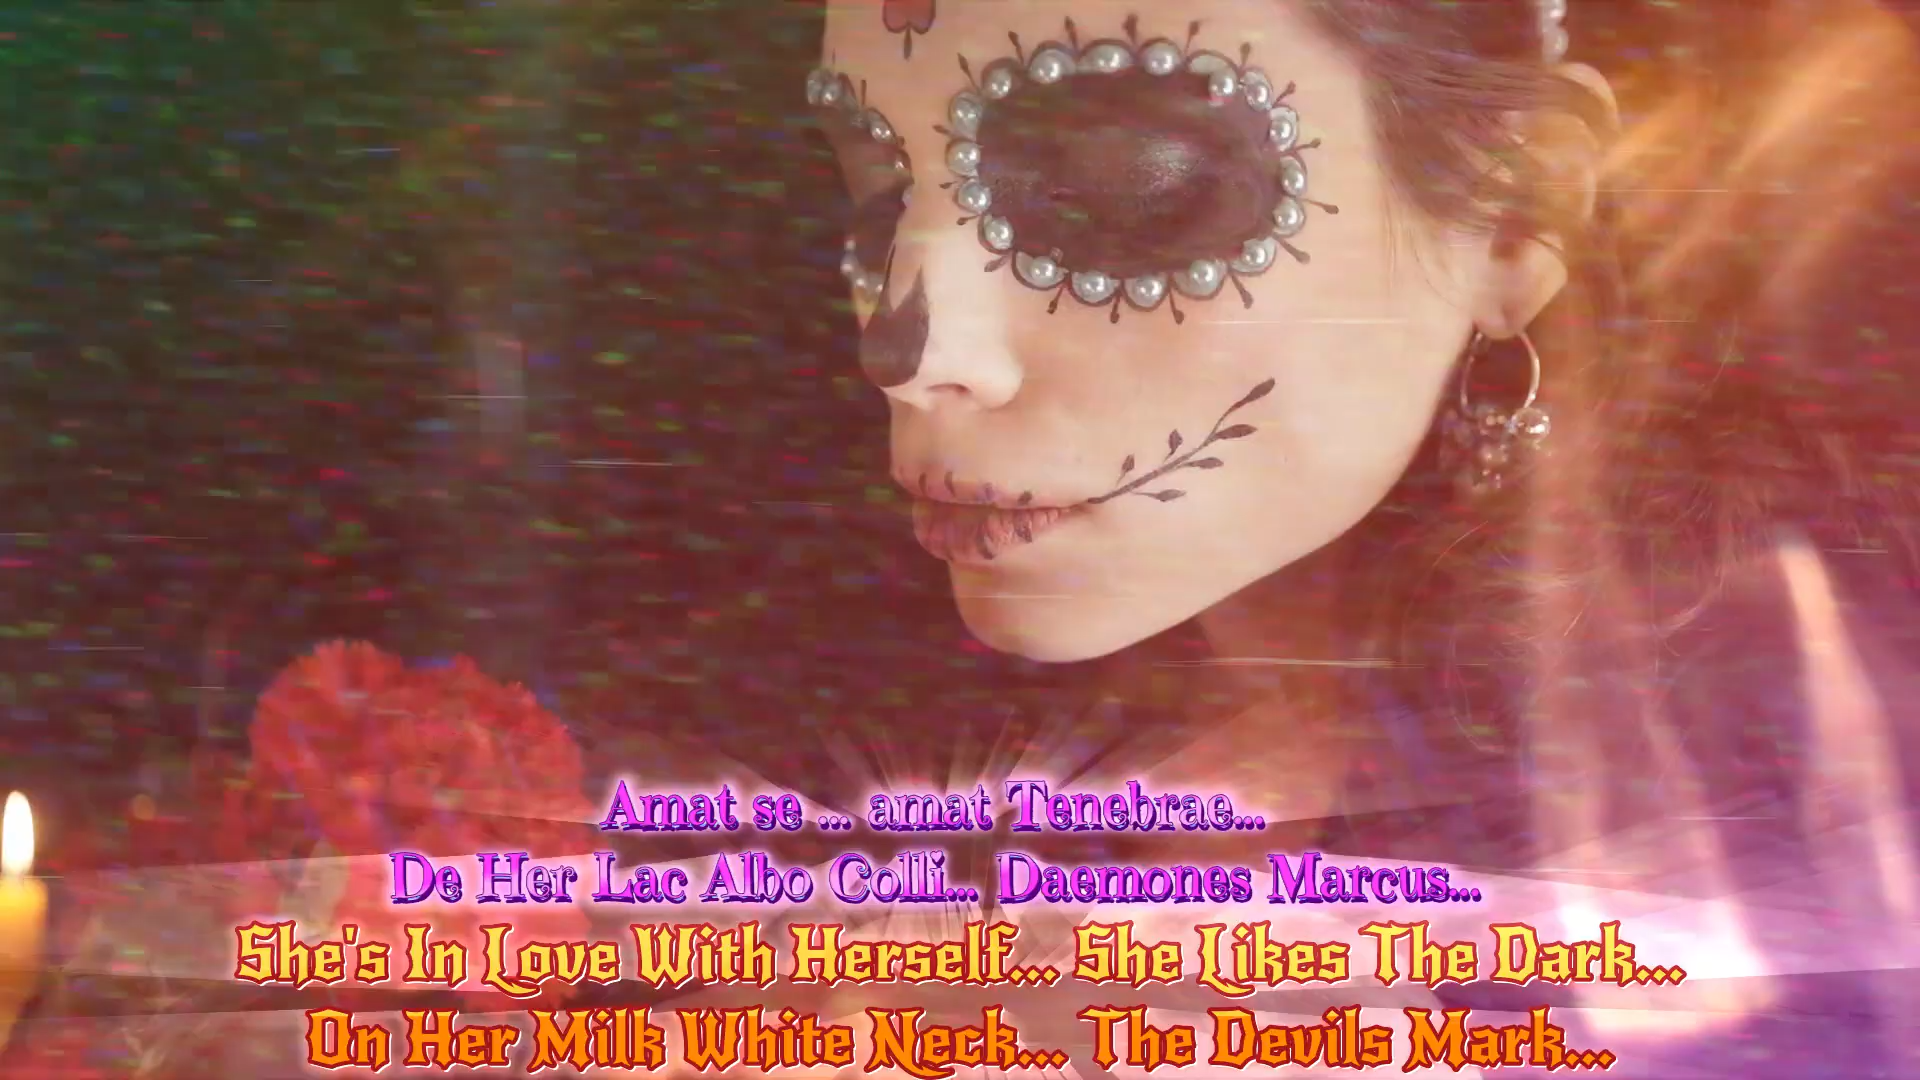 Amat se ... amat Tenebrae...
De Her Lac Albo Colli... Daemones Marcus...
She's In Love With Herself... She Likes The Dark...
On Her Milk White Neck... The Devils Mark...